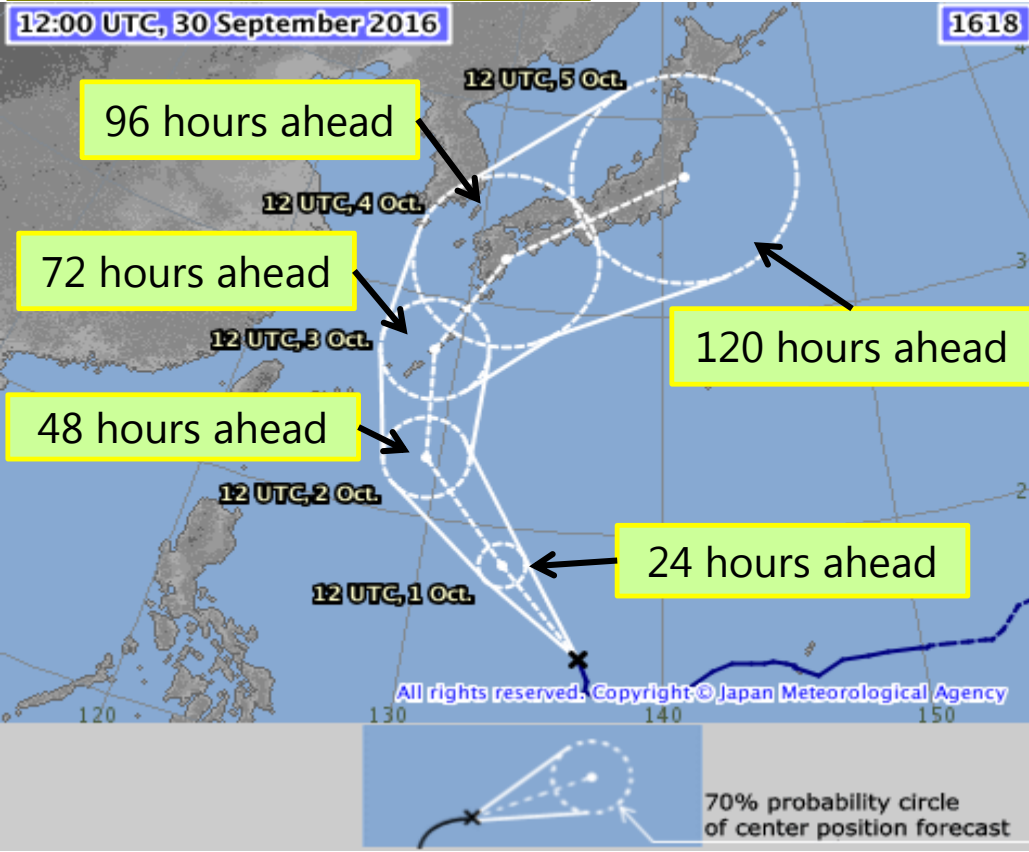 12:00 UTC, 30 September 2016
1618
12 UTC, 5 Oct.
96 hours ahead
12 UTC, 4 Oct.
72 hours ahead
3
12 UTC, 3 Oct.
120 hours ahead
48 hours ahead
12 UTC, 2 Oct.
2
24 hours ahead
12 UTC, 1 Oct.
All rights reserved. Copyright © Japan Meteorological Agency
120
130
140
150
70% probability circle
of center position forecast